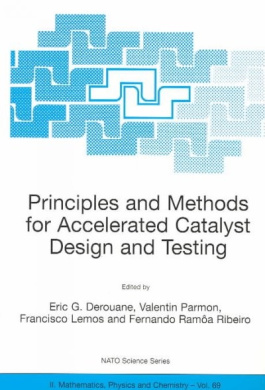 Principles and Methods
for Accelerated Catalyst
Design and Testing
Edited by
Eric G. Derouane, Valentin Parmon,
Francisco Lemos and Fernando Ramôa Ribeiro
NATO Science Series
II. Mathematics, Physics and Chemistry – Vol. 69